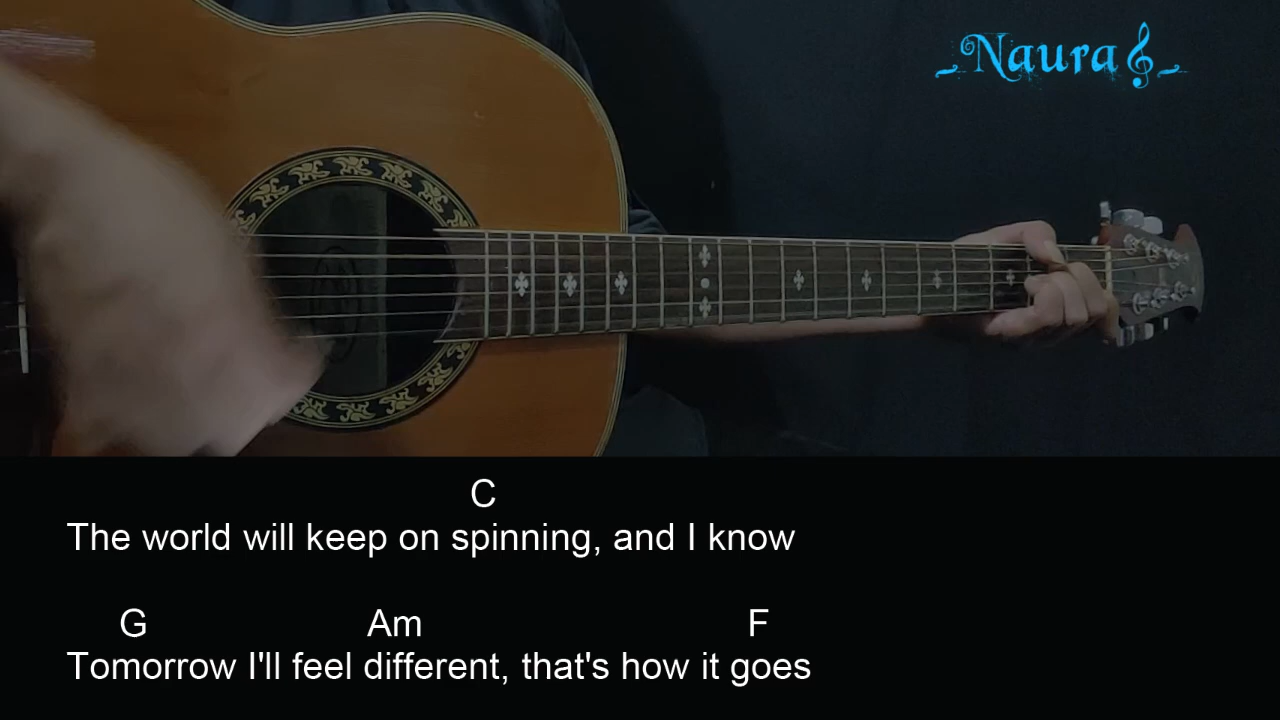 Naura
C
The world will keep on spinning, and I know
G Am F
Tomorrow I'll feel different, that's how it goes